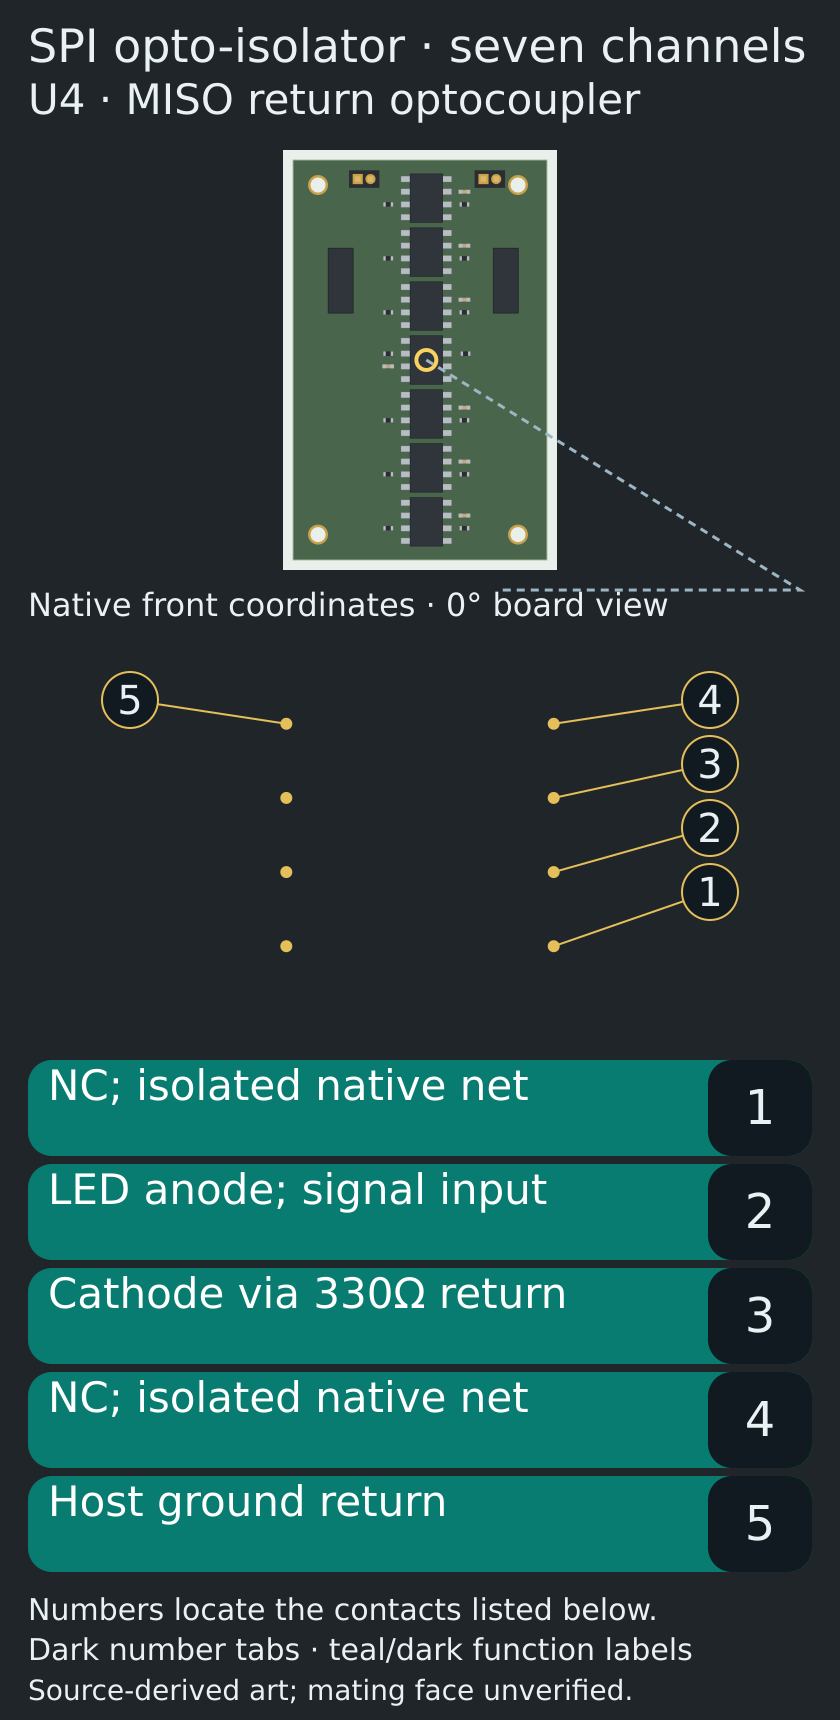 SPI opto-isolator · seven channels
U4 · MISO return optocoupler
Native front coordinates · 0° board view
5
4
3
2
1
NC; isolated native net 1
LED anode; signal input 2
Cathode via 330Ω return 3
NC; isolated native net 4
Host ground return 5
Numbers locate the contacts listed below.
Dark number tabs · teal/dark function labels
Source-derived art; mating face unverified.